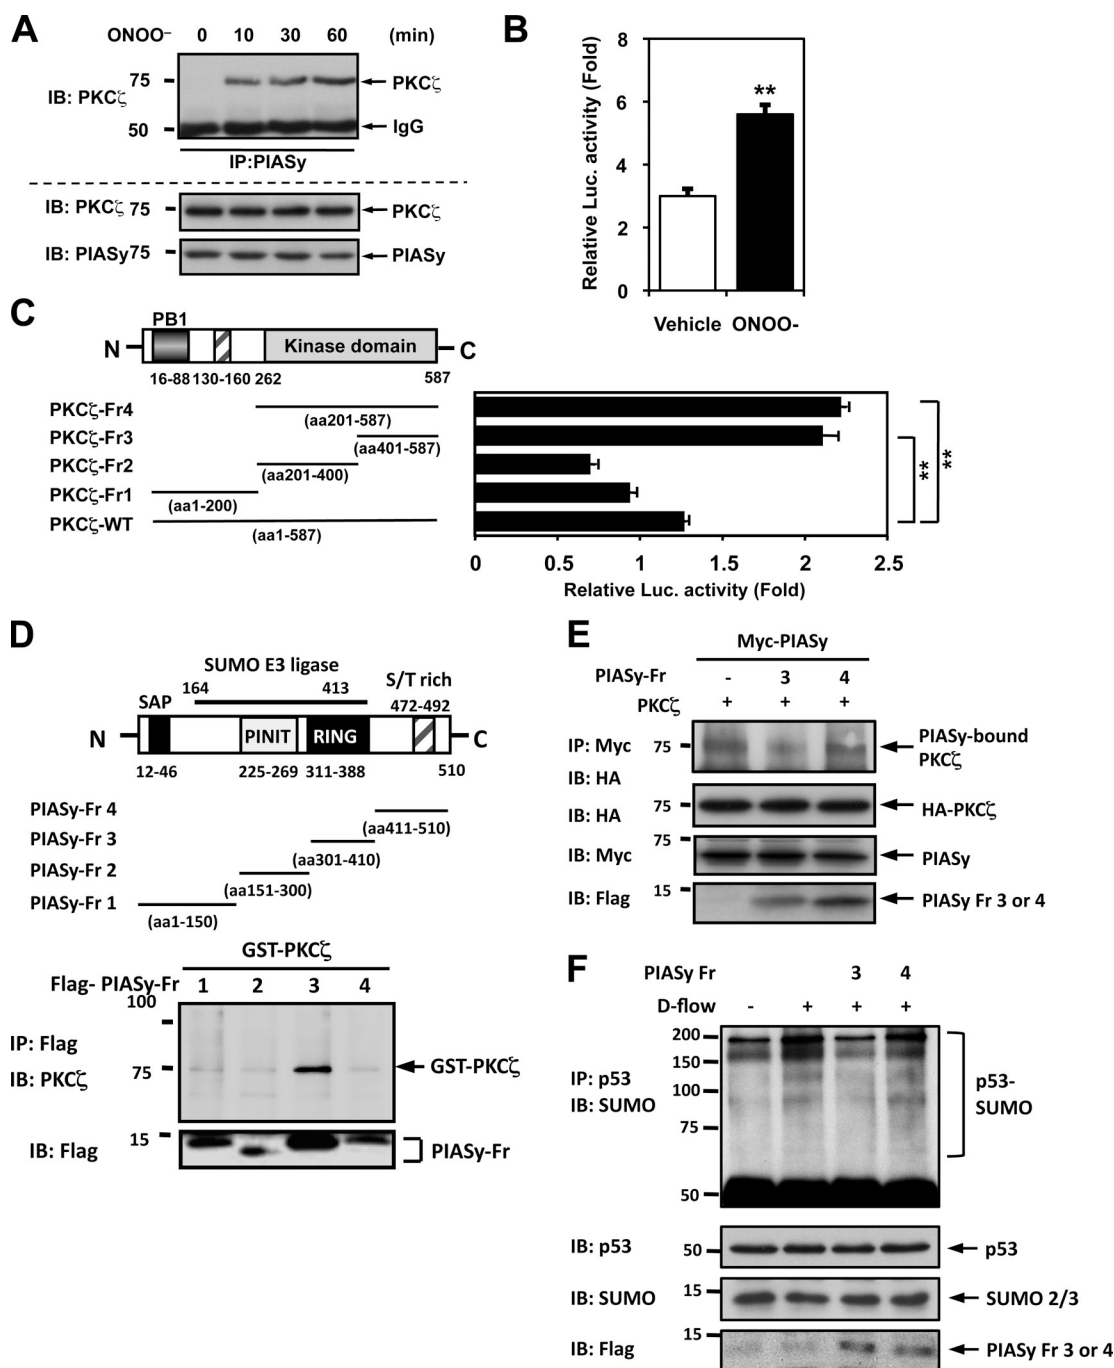 A
ONOO⁻ 0 10 30 60 (min)
IB: PKCζ
75
PKCζ
50
IgG
IP:PIASy
IB: PKCζ 75
PKCζ
IB: PIASy 75
PIASy
B
Relative Luc. activity (Fold)
8
6
4
2
0
**
Vehicle ONOO-
C
PB1
N
Kinase domain
C
16-88 130-160 262 587
PKCζ-Fr4
(aa201-587)
PKCζ-Fr3
(aa401-587)
PKCζ-Fr2
(aa201-400)
PKCζ-Fr1
(aa1-200)
PKCζ-WT
(aa1-587)
**
**
0 0.5 1 1.5 2 2.5
Relative Luc. activity (Fold)
D
SUMO E3 ligase
164 413
S/T rich
472-492
SAP
N
PINIT
RING
C
12-46 225-269 311-388 510
PIASy-Fr 4
(aa411-510)
PIASy-Fr 3
(aa301-410)
PIASy-Fr 2
(aa151-300)
PIASy-Fr 1
(aa1-150)
GST-PKCζ
Flag- PIASy-Fr 1 2 3 4
100
IP: Flag
IB: PKCζ
75
GST-PKCζ
15
IB: Flag
PIASy-Fr
E
Myc-PIASy
PIASy-Fr - 3 4
PKCζ + + +
IP: Myc
IB: HA
75
PIASy-bound
PKCζ
IB: HA
75
HA-PKCζ
75
IB: Myc
PIASy
15
IB: Flag
PIASy Fr 3 or 4
F
PIASy Fr 3 4
D-flow - + + +
200
150
100
75
50
IP: p53
IB: SUMO
p53-
SUMO
IB: p53
50
p53
15
IB: SUMO
SUMO 2/3
15
IB: Flag
PIASy Fr 3 or 4